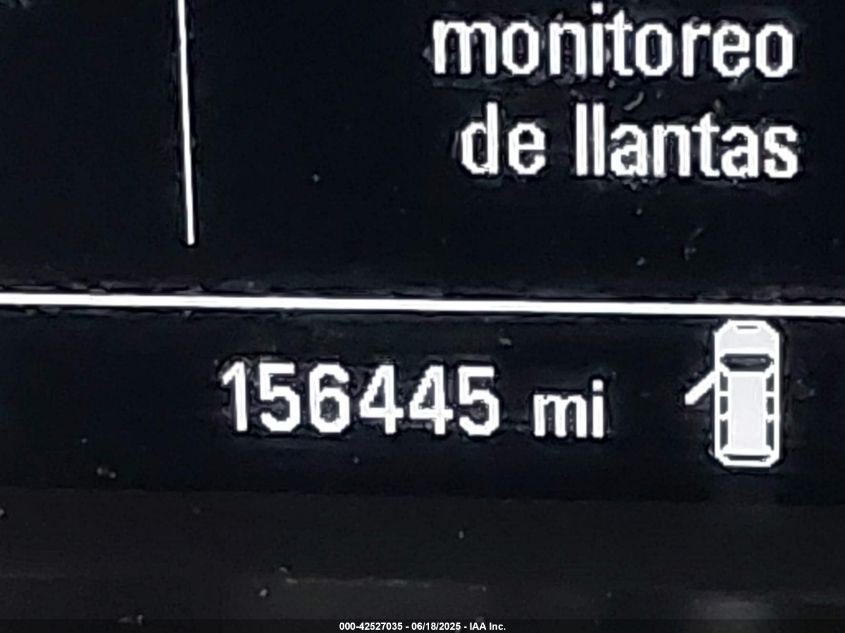 monitoreo
de llantas
156445 mi
000-42527035 - 06/18/2025 - IAA Inc.